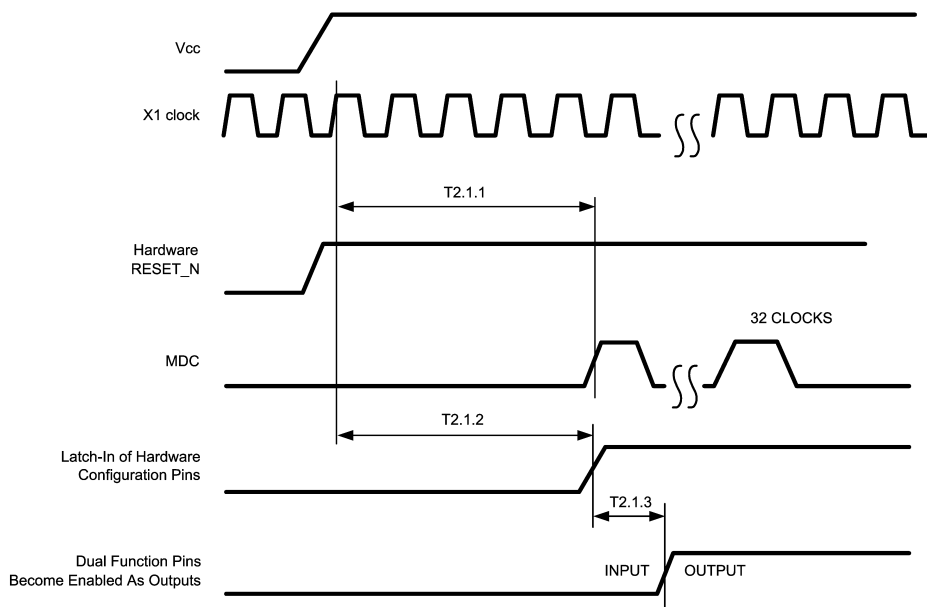 Vcc
X1 clock
T2.1.1
Hardware
RESET_N
32 CLOCKS
MDC
T2.1.2
Latch-In of Hardware
Configuration Pins
T2.1.3
Dual Function Pins
Become Enabled As Outputs
INPUT
OUTPUT